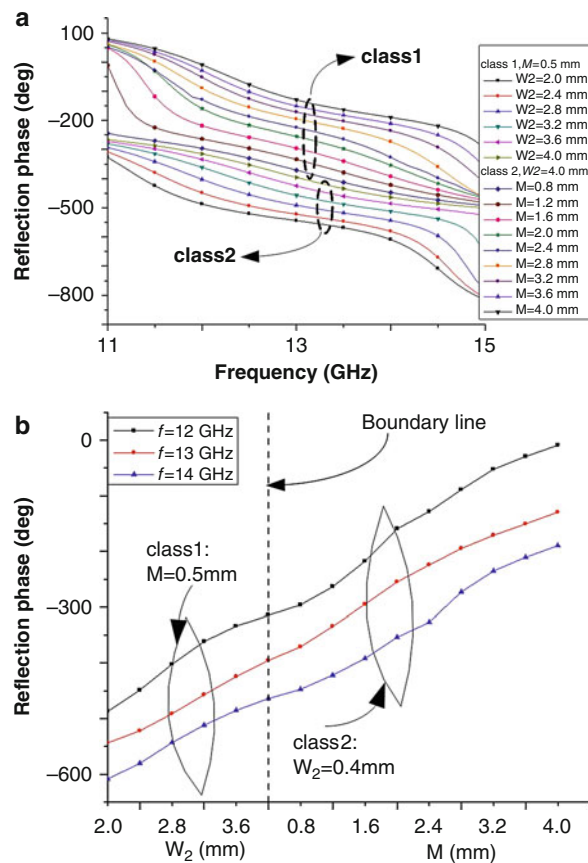 a
100
−200
−500
−800
Reflection phase (deg)
class1
class2
11
13
15
Frequency (GHz)
class 1,M=0.5 mm
W2=2.0 mm
W2=2.4 mm
W2=2.8 mm
W2=3.2 mm
W2=3.6 mm
W2=4.0 mm
class 2,W2=4.0 mm
M=0.8 mm
M=1.2 mm
M=1.6 mm
M=2.0 mm
M=2.4 mm
M=2.8 mm
M=3.2 mm
M=3.6 mm
M=4.0 mm
b
0
−300
−600
Reflection phase (deg)
f=12 GHz
f=13 GHz
f=14 GHz
Boundary line
class1:
M=0.5mm
class2:
W2=0.4mm
2.0 2.8 3.6 0.8 1.6 2.4 3.2 4.0
W2 (mm) M (mm)